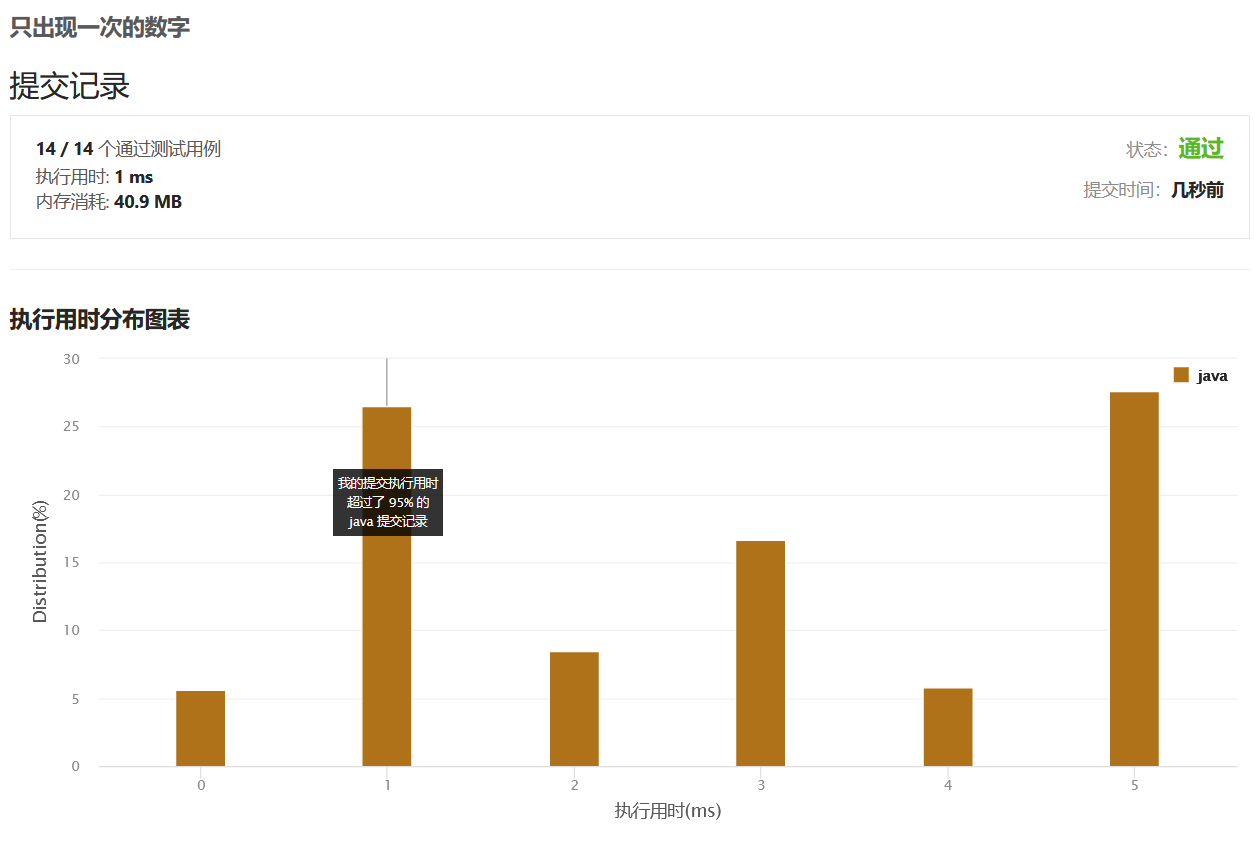 只出现一次的数字
提交记录
14 / 14 个通过测试用例
状态：通过
执行用时: 1 ms
提交时间：几秒前
内存消耗: 40.9 MB
执行用时分布图表
java
30
25
20
15
10
5
0
Distribution(%)
我的提交执行用时
超过了 95% 的
java 提交记录
0 1 2 3 4 5
执行用时(ms)